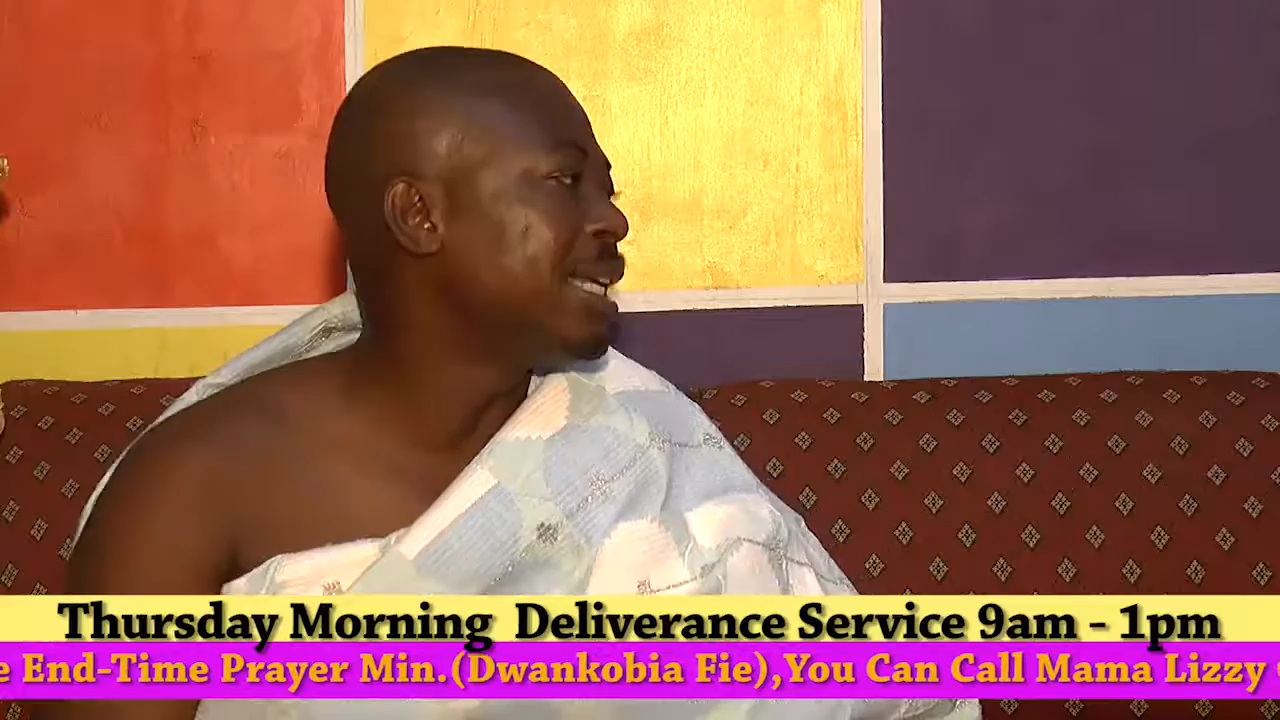 Thursday Morning Deliverance Service 9am - 1pm
End-Time Prayer Min.(Dwankobia Fie),You Can Call Mama Lizzy